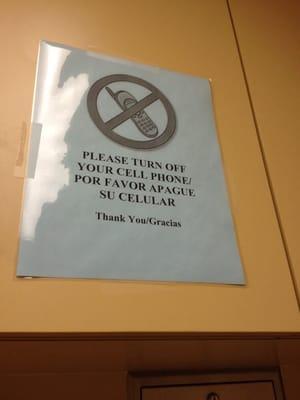 PLEASE TURN OFF
YOUR CELL PHONE/
POR FAVOR APAGUE
SU CELULAR
Thank You/Gracias